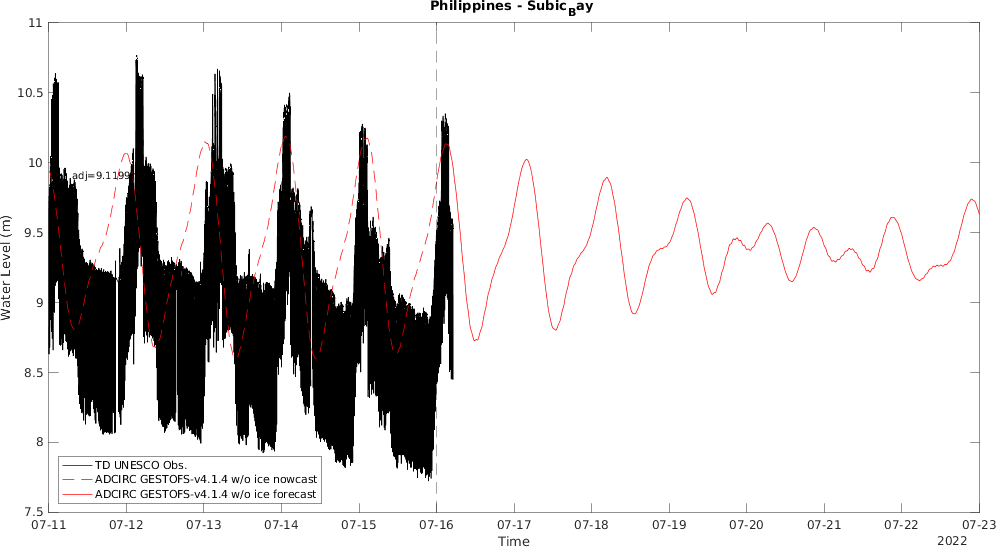 Philippines - Subic_Bay
11
10.5
10
9.5
9
8.5
8
7.5
Water Level (m)
adj=9.1199
TD UNESCO Obs.
ADCIRC GESTOFS-v4.1.4 w/o ice nowcast
ADCIRC GESTOFS-v4.1.4 w/o ice forecast
07-11 07-12 07-13 07-14 07-15 07-16 07-17 07-18 07-19 07-20 07-21 07-22 07-23
Time
2022